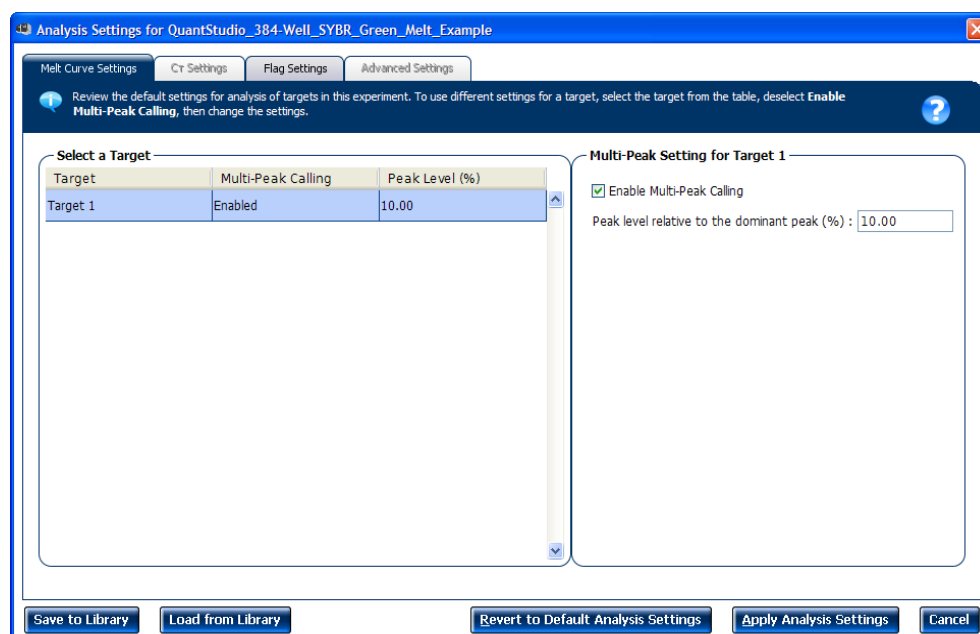 Analysis Settings for QuantStudio_384-Well_SYBR_Green_Melt_Example
Melt Curve Settings
CT Settings
Flag Settings
Advanced Settings
Review the default settings for analysis of targets in this experiment. To use different settings for a target, select the target from the table, deselect Enable
Multi-Peak Calling, then change the settings.
?
Select a Target
Target Multi-Peak Calling Peak Level (%)
Target 1 Enabled 10.00
Multi-Peak Setting for Target 1
Enable Multi-Peak Calling
Peak level relative to the dominant peak (%) : 10.00
Save to Library
Load from Library
Revert to Default Analysis Settings
Apply Analysis Settings
Cancel